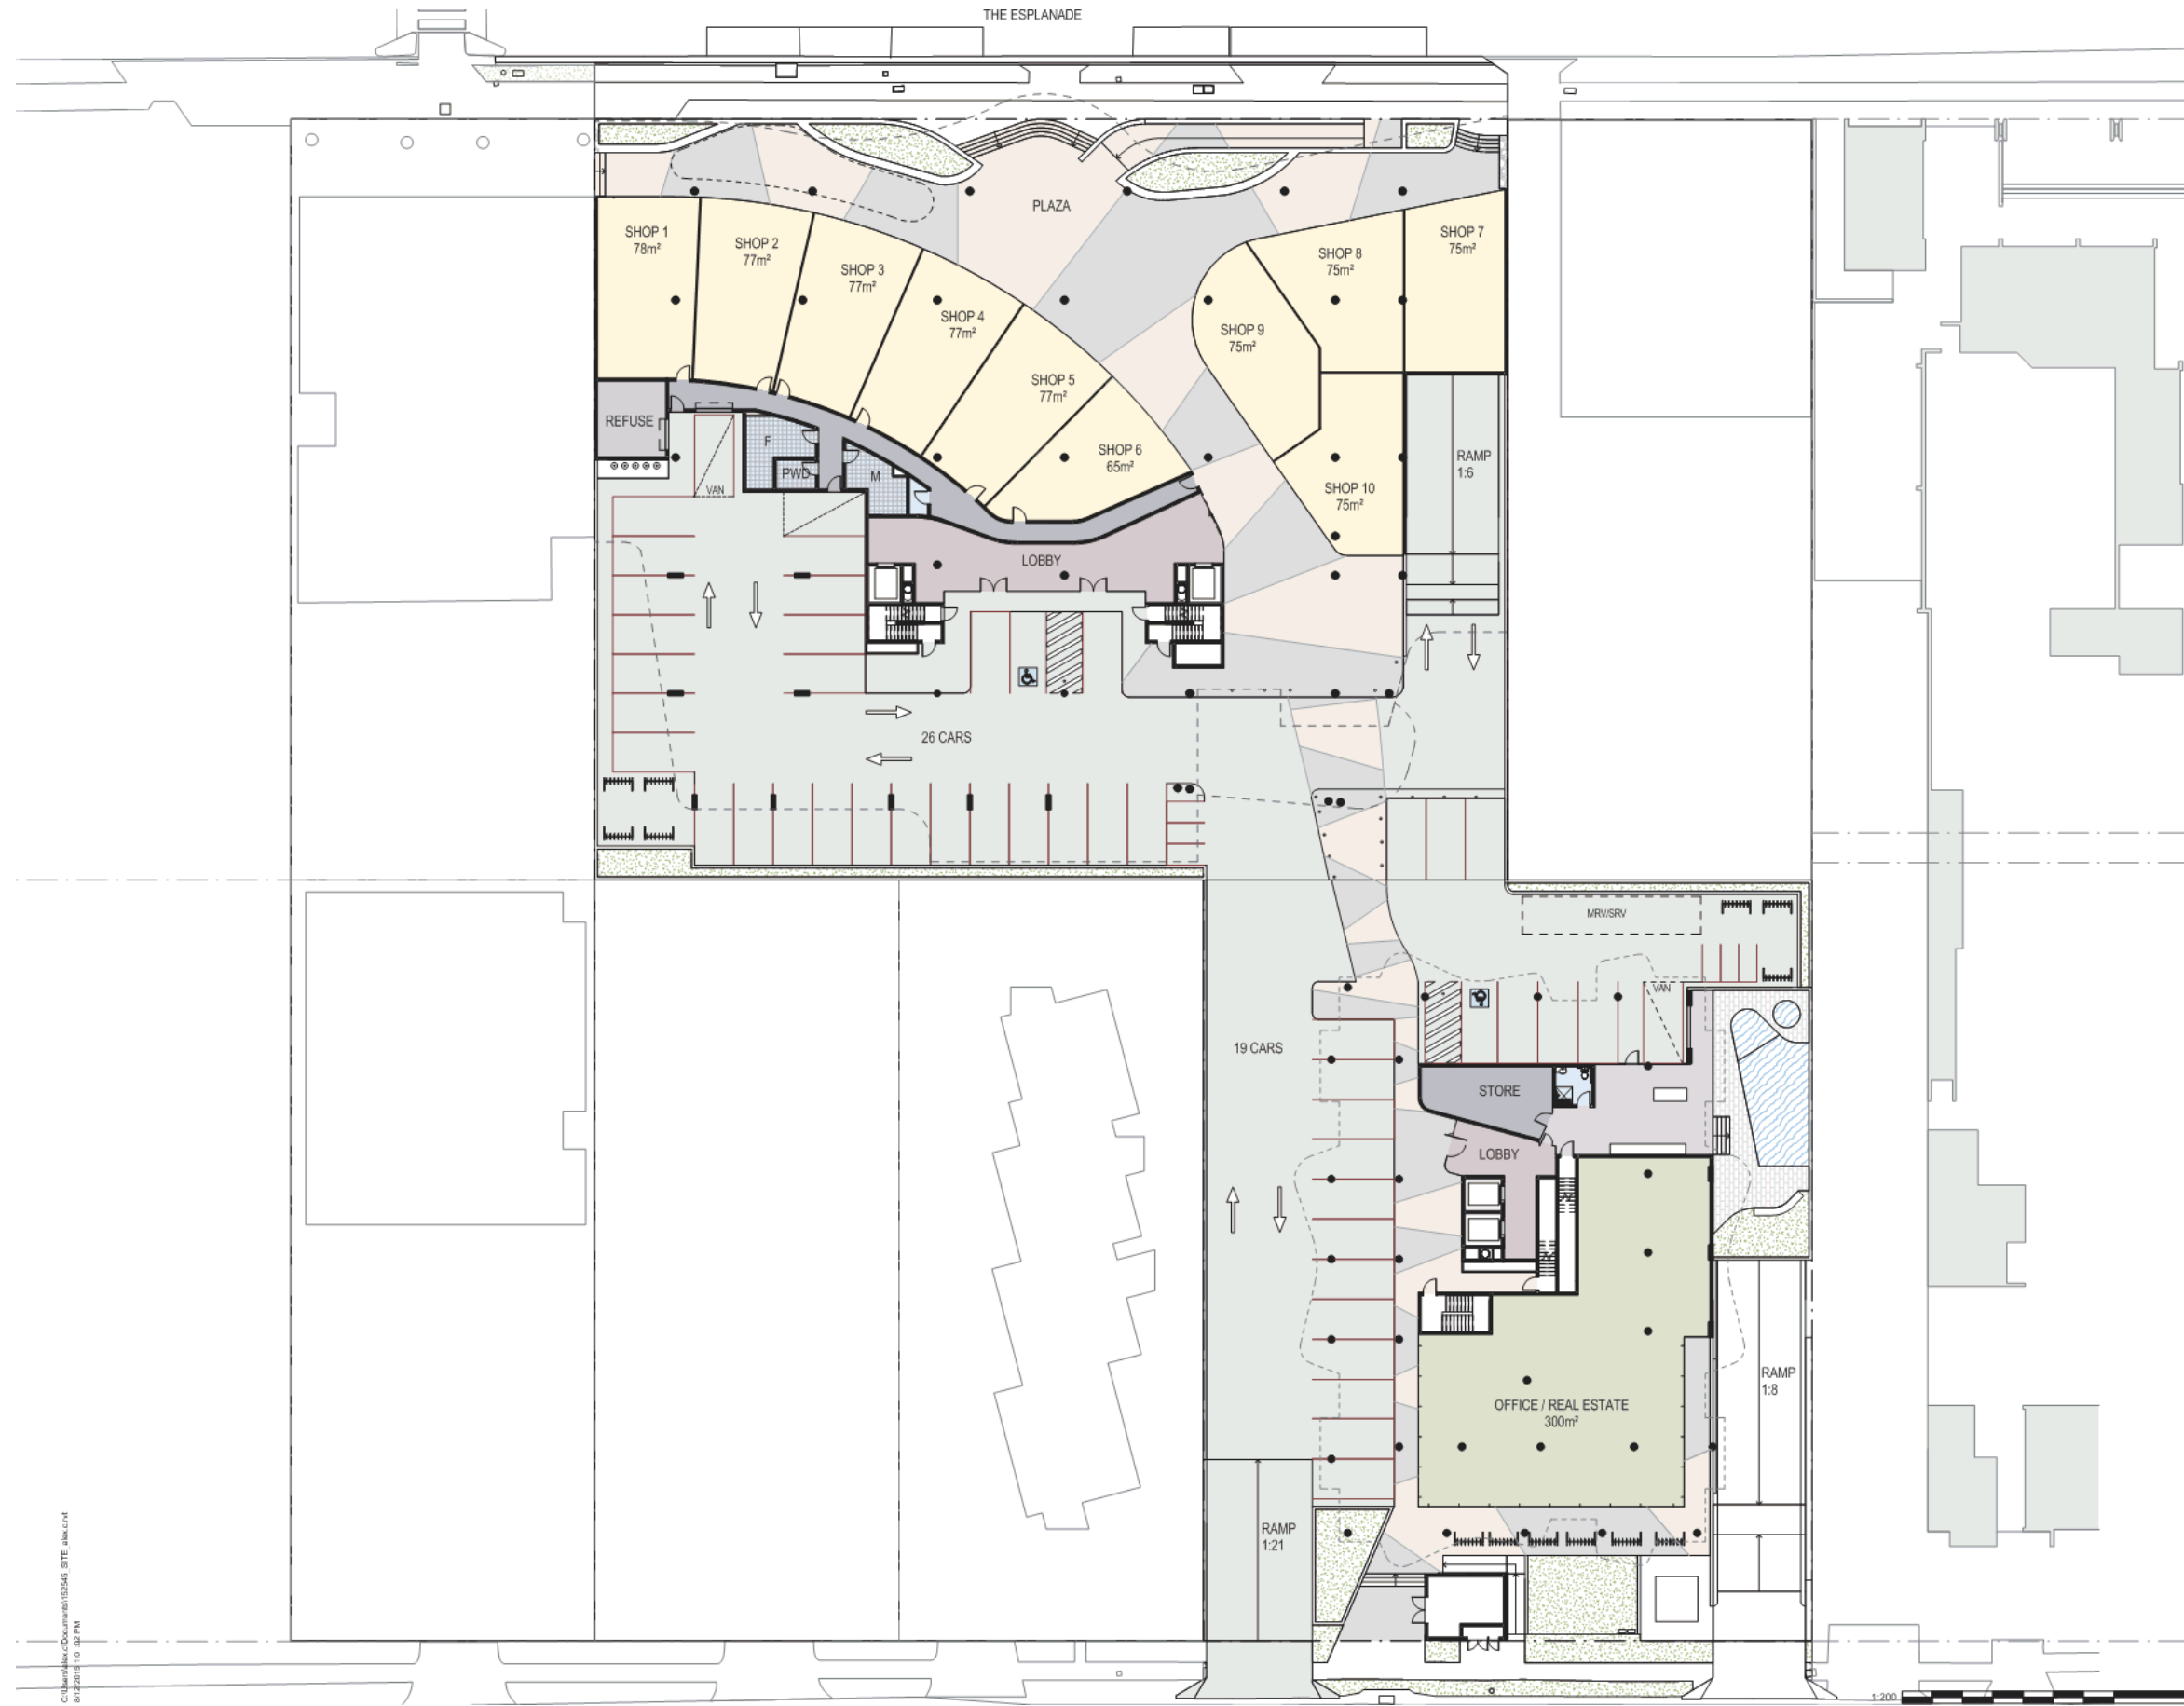 THE ESPLANADE
PLAZA
SHOP 1
78m²
SHOP 2
77m²
SHOP 3
77m²
SHOP 4
77m²
SHOP 5
77m²
SHOP 6
65m²
SHOP 7
75m²
SHOP 8
75m²
SHOP 9
75m²
SHOP 10
75m²
REFUSE
F
PWD
M
VAN
RAMP
1:6
LOBBY
26 CARS
MRV/SRV
VAN
19 CARS
STORE
LOBBY
OFFICE / REAL ESTATE
300m²
RAMP
1:8
RAMP
1:21
1:200